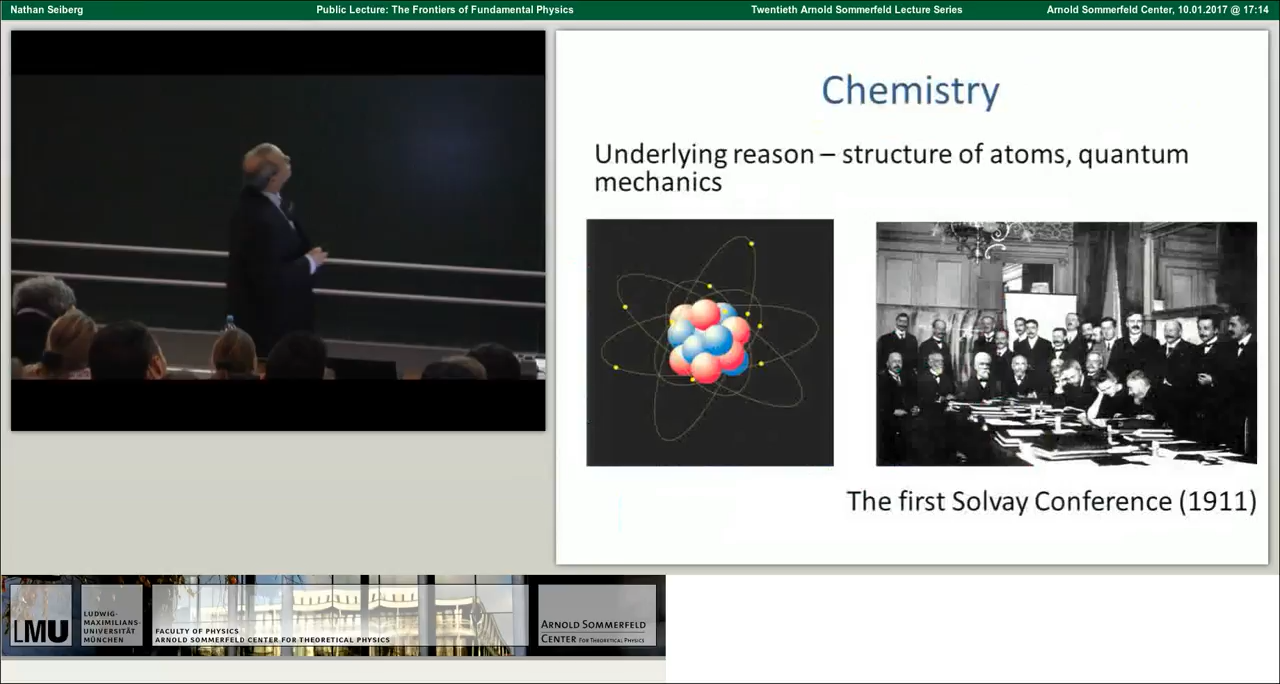 Nathan Seiberg
Public Lecture: The Frontiers of Fundamental Physics
Twentieth Arnold Sommerfeld Lecture Series
Arnold Sommerfeld Center, 10.01.2017 @ 17:14
Chemistry
Underlying reason – structure of atoms, quantum
mechanics
The first Solvay Conference (1911)
LMU
LUDWIG-
MAXIMILIANS-
UNIVERSITÄT
MÜNCHEN
FACULTY OF PHYSICS
ARNOLD SOMMERFELD CENTER FOR THEORETICAL PHYSICS
ARNOLD SOMMERFELD
CENTER FOR THEORETICAL PHYSICS